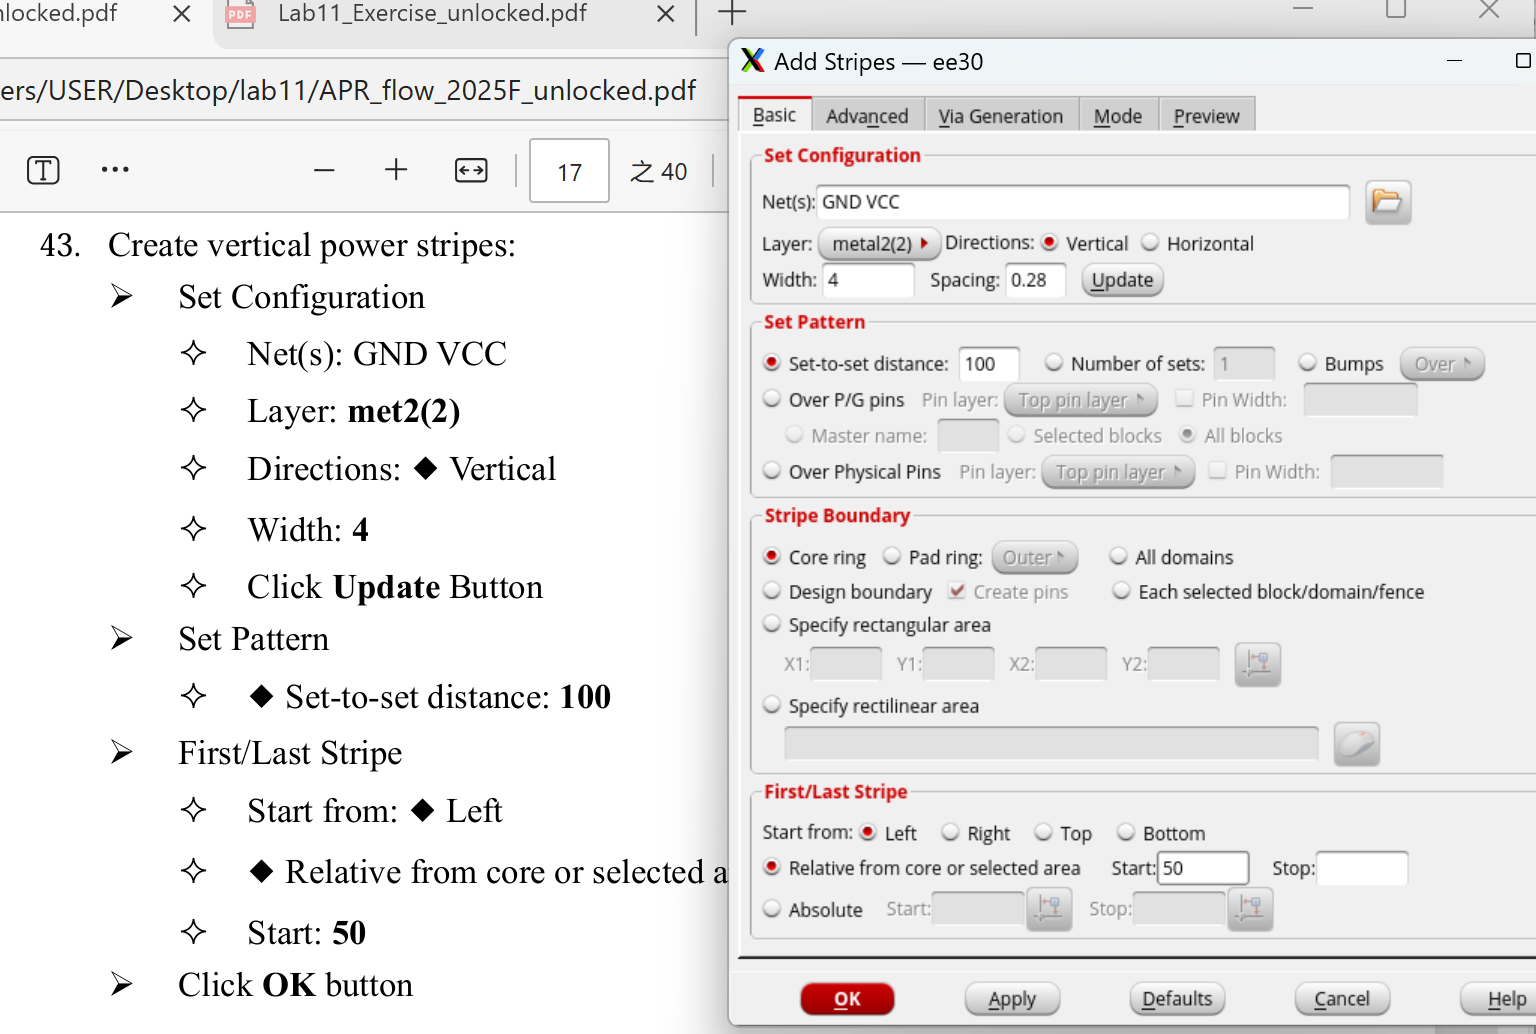 nlocked.pdf
Lab11_Exercise_unlocked.pdf
PDF
ers/USER/Desktop/lab11/APR_flow_2025F_unlocked.pdf
17 之 40
43. Create vertical power stripes:
➢ Set Configuration
✧ Net(s): GND VCC
✧ Layer: met2(2)
✧ Directions: ◆ Vertical
✧ Width: 4
✧ Click Update Button
➢ Set Pattern
✧ ◆ Set-to-set distance: 100
➢ First/Last Stripe
✧ Start from: ◆ Left
✧ ◆ Relative from core or selected a
✧ Start: 50
➢ Click OK button
Add Stripes — ee30
Basic Advanced Via Generation Mode Preview
Set Configuration
Net(s): GND VCC
Layer: metal2(2) Directions: Vertical Horizontal
Width: 4 Spacing: 0.28 Update
Set Pattern
Set-to-set distance: 100 Number of sets: 1 Bumps Over
Over P/G pins Pin layer: Top pin layer Pin Width:
Master name: Selected blocks All blocks
Over Physical Pins Pin layer: Top pin layer Pin Width:
Stripe Boundary
Core ring Pad ring: Outer All domains
Design boundary Create pins Each selected block/domain/fence
Specify rectangular area
X1: Y1: X2: Y2:
Specify rectilinear area
First/Last Stripe
Start from: Left Right Top Bottom
Relative from core or selected area Start: 50 Stop:
Absolute Start: Stop:
OK Apply Defaults Cancel Help